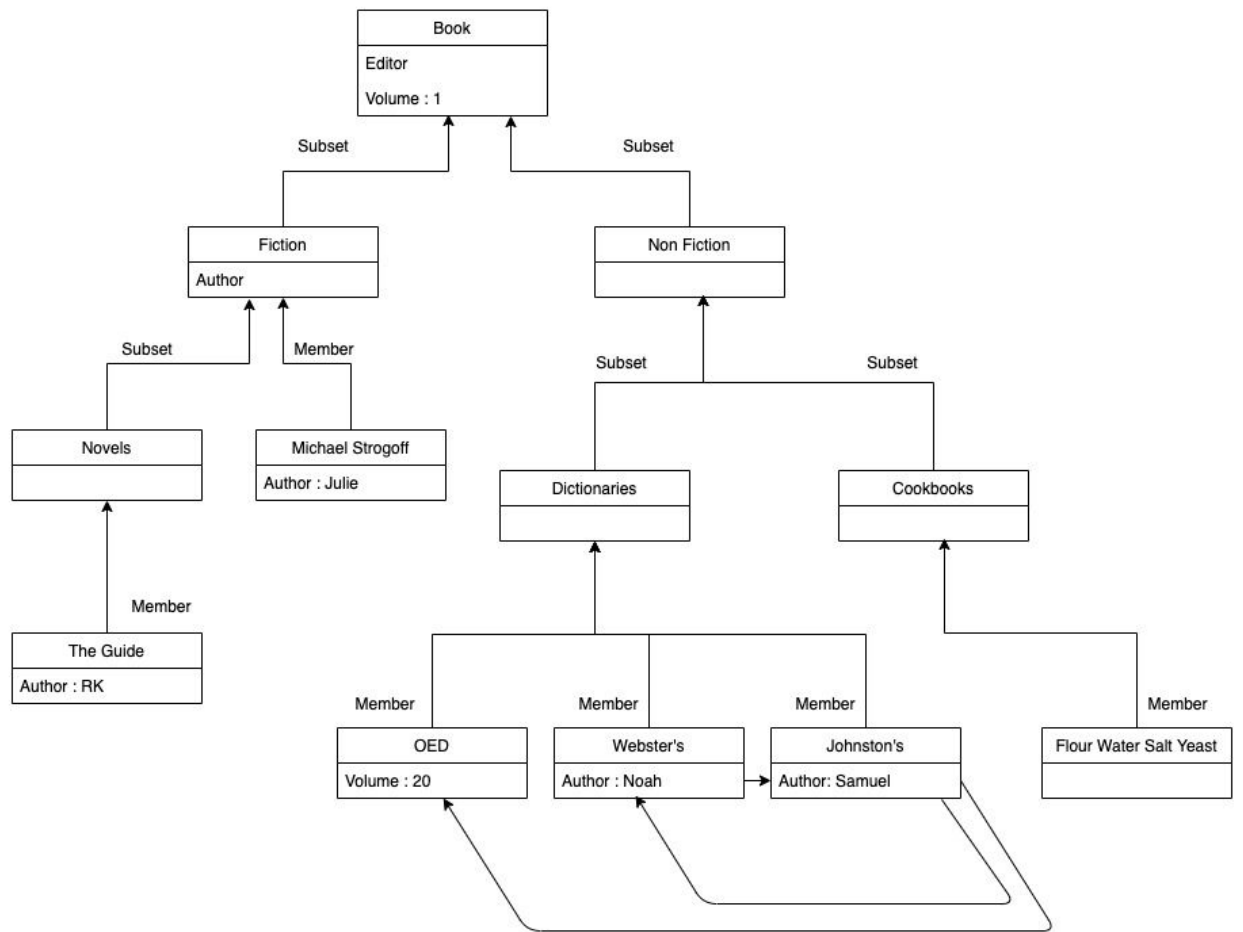 Book
Editor
Volume : 1
Subset
Subset
Fiction
Author
Non Fiction
Subset
Member
Subset
Subset
Novels
Michael Strogoff
Author : Julie
Dictionaries
Cookbooks
Member
The Guide
Author : RK
Member
Member
Member
Member
OED
Volume : 20
Webster's
Author : Noah
Johnston's
Author: Samuel
Flour Water Salt Yeast